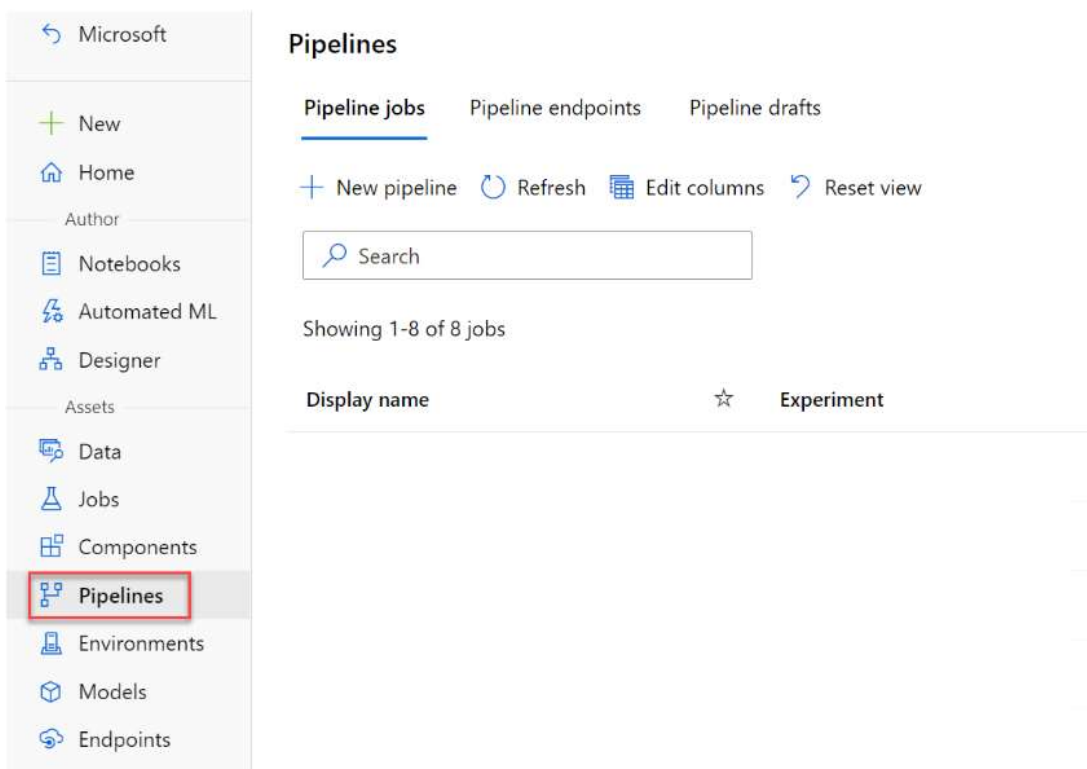 Microsoft
New
Home
Author
Notebooks
Automated ML
Designer
Assets
Data
Jobs
Components
Pipelines
Environments
Models
Endpoints
Pipelines
Pipeline jobs Pipeline endpoints Pipeline drafts
New pipeline Refresh Edit columns Reset view
Search
Showing 1-8 of 8 jobs
Display name Experiment